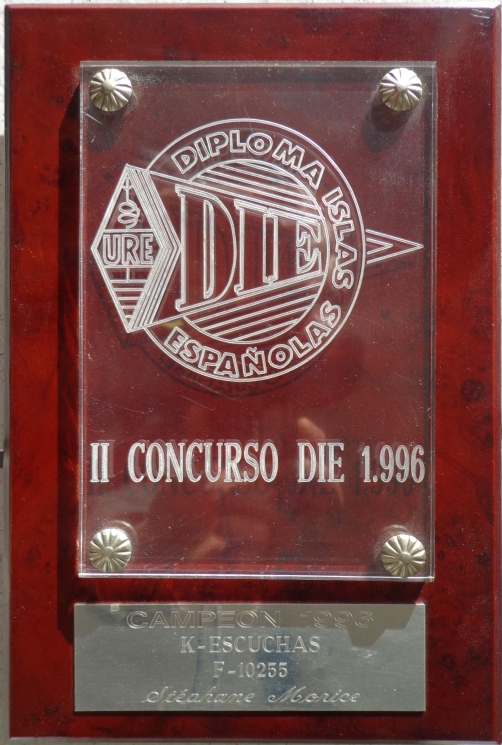 DIPLOMA ISLAS
URE
DIE
ESPAÑOLAS
II CONCURSO DIE 1.996
CAMPEON 1996
K-ESCUCHAS
F-10255
Stéphane Morice